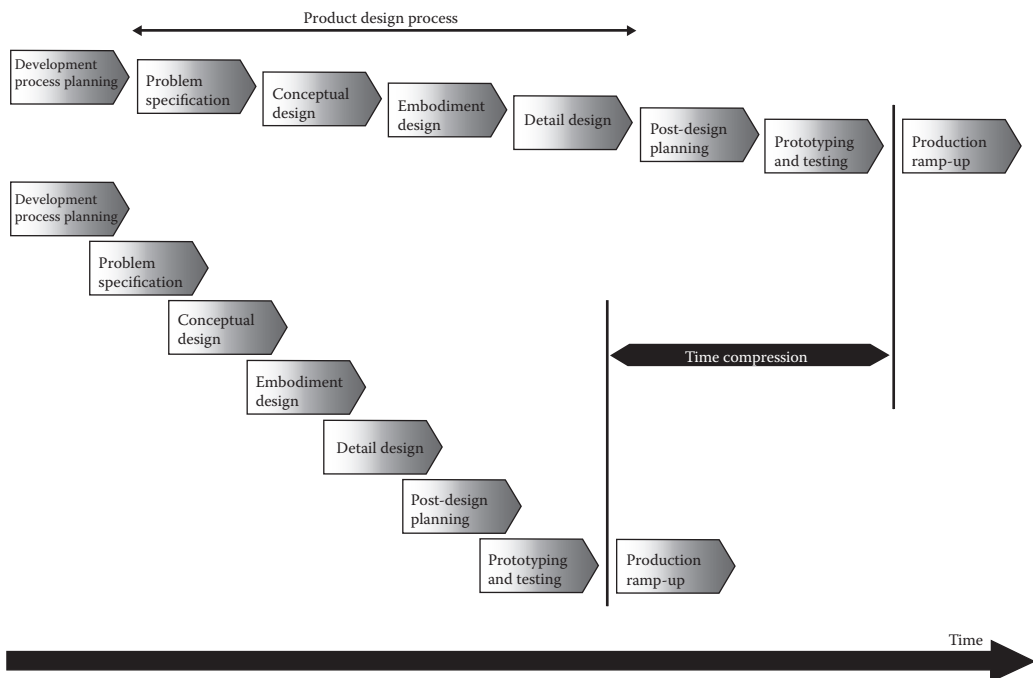 Product design process
Development
process planning
Problem
specification
Conceptual
design
Embodiment
design
Detail design
Post-design
planning
Prototyping
and testing
Production
ramp-up
Development
process planning
Problem
specification
Conceptual
design
Time compression
Embodiment
design
Detail design
Post-design
planning
Prototyping
and testing
Production
ramp-up
Time